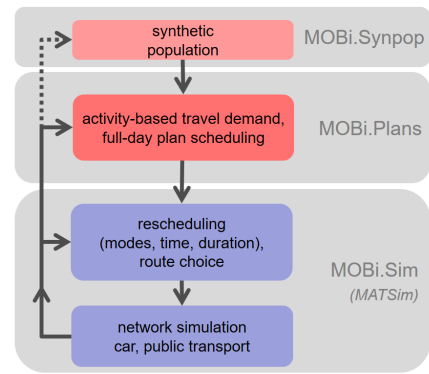 synthetic
population
MOBi.Synpop
activity-based travel demand,
full-day plan scheduling
MOBi.Plans
rescheduling
(modes, time, duration),
route choice
MOBi.Sim
(MATSim)
network simulation
car, public transport